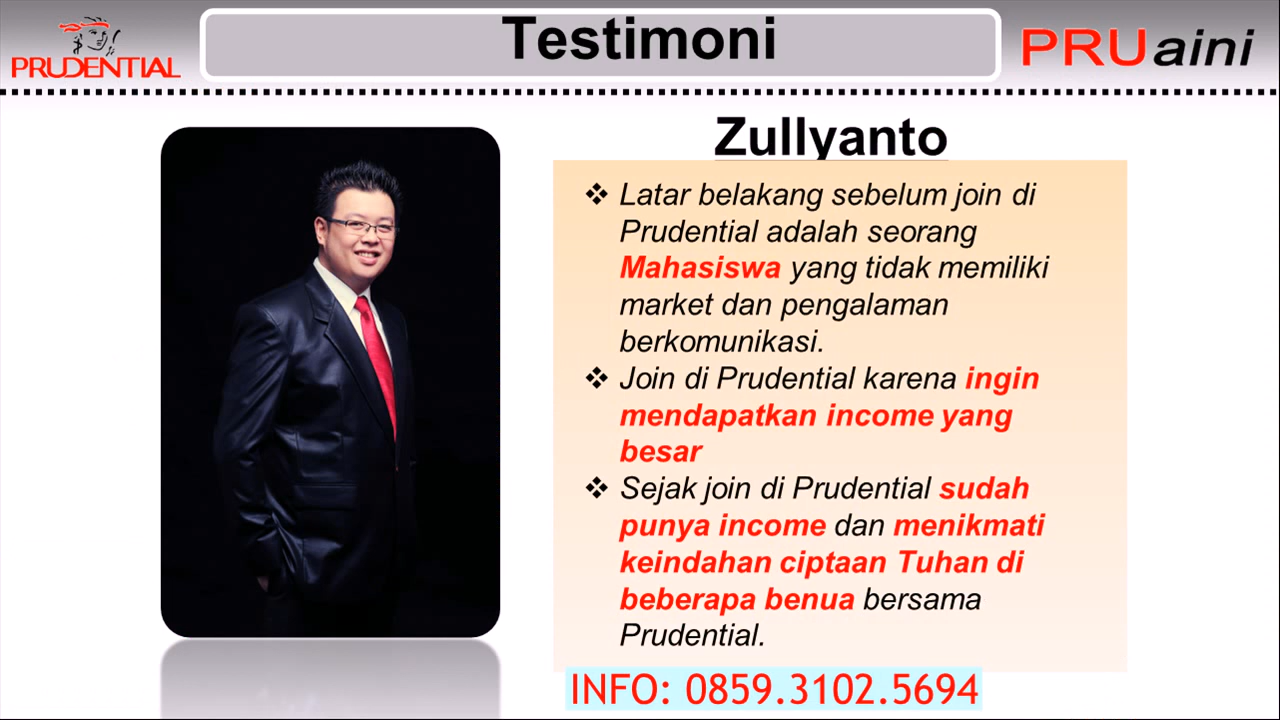 PRUDENTIAL
Testimoni
PRUaini
Zullyanto
❖ Latar belakang sebelum join di
Prudential adalah seorang
Mahasiswa yang tidak memiliki
market dan pengalaman
berkomunikasi.
❖ Join di Prudential karena ingin
mendapatkan income yang
besar
❖ Sejak join di Prudential sudah
punya income dan menikmati
keindahan ciptaan Tuhan di
beberapa benua bersama
Prudential.
INFO: 0859.3102.5694